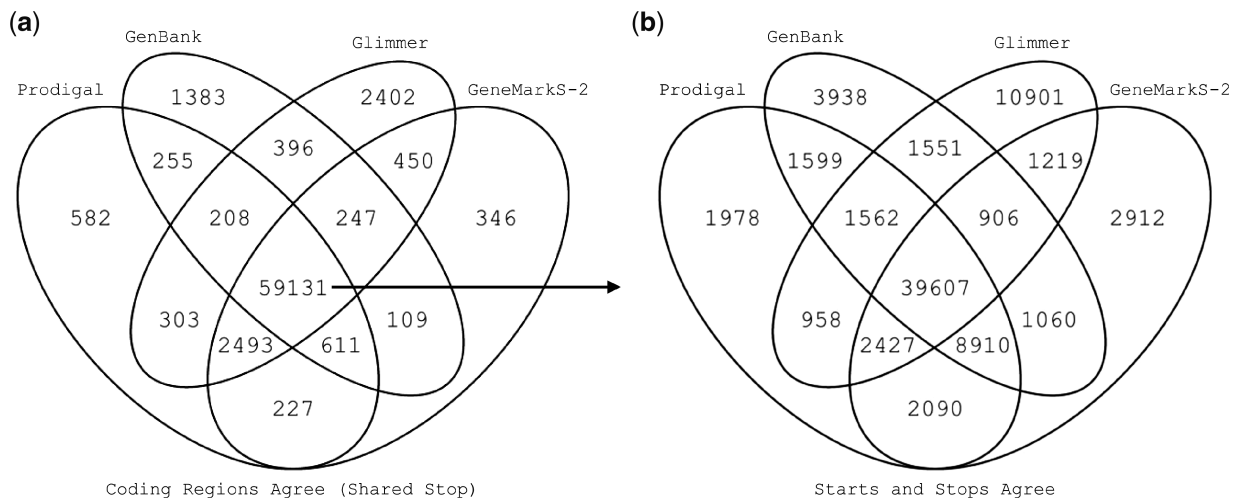 (a)
GenBank
Glimmer
Prodigal
GeneMarkS-2
1383
2402
396
255
450
582
208
247
346
59131
303
109
2493
611
227
Coding Regions Agree (Shared Stop)
(b)
GenBank
Glimmer
Prodigal
GeneMarkS-2
3938
10901
1551
1599
1219
1978
1562
906
2912
39607
958
1060
2427
8910
2090
Starts and Stops Agree